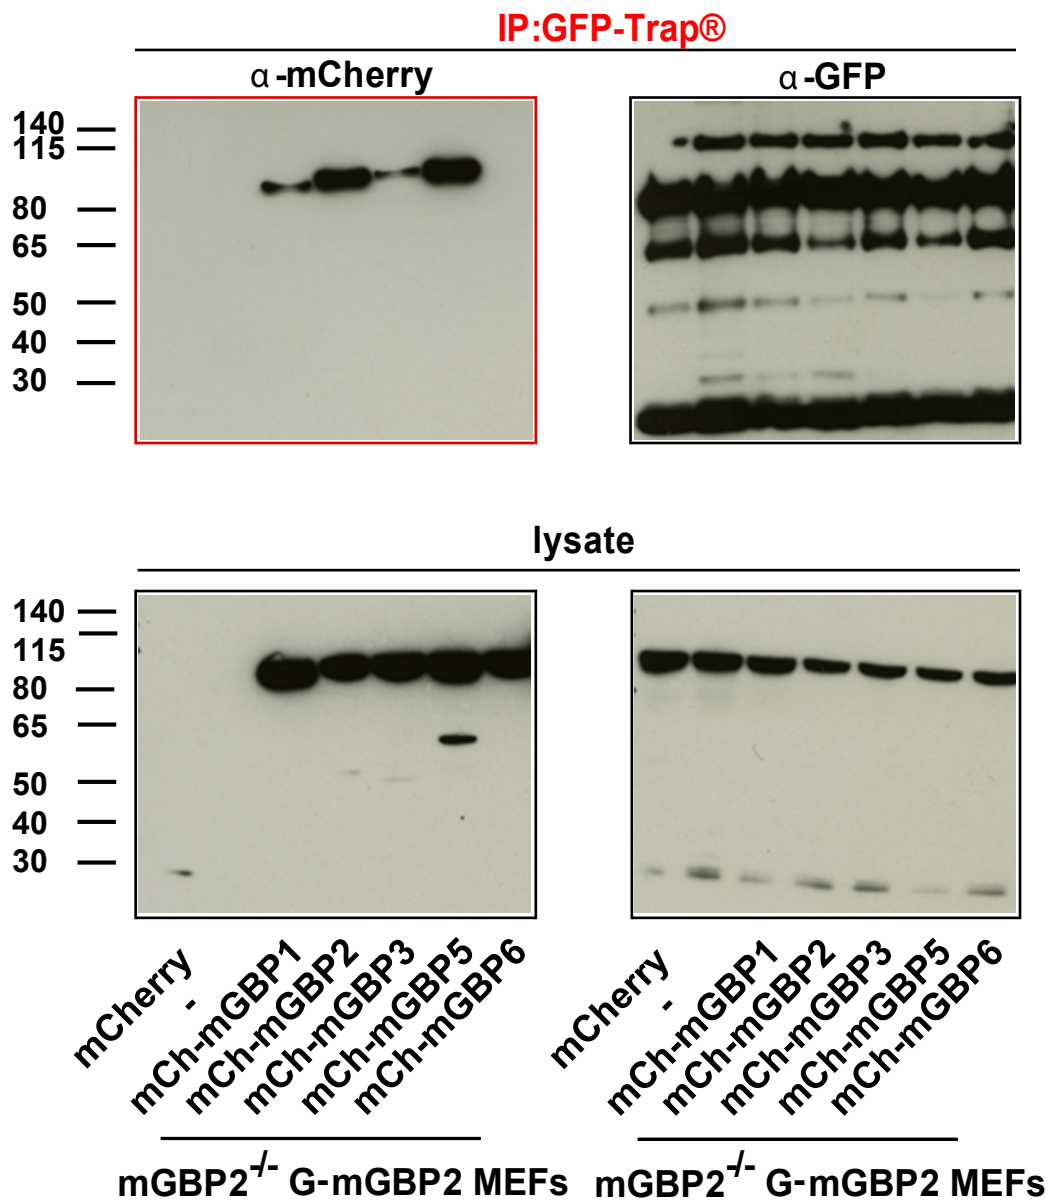 IP:GFP-Trap®
α-mCherry α-GFP
140
115
80
65
50
40
30
lysate
140
115
80
65
50
40
30
mCherry
-
mCh-mGBP1
mCh-mGBP2
mCh-mGBP3
mCh-mGBP5
mCh-mGBP6
mCherry
-
mCh-mGBP1
mCh-mGBP2
mCh-mGBP3
mCh-mGBP5
mCh-mGBP6
mGBP2-/- G-mGBP2 MEFs mGBP2-/- G-mGBP2 MEFs